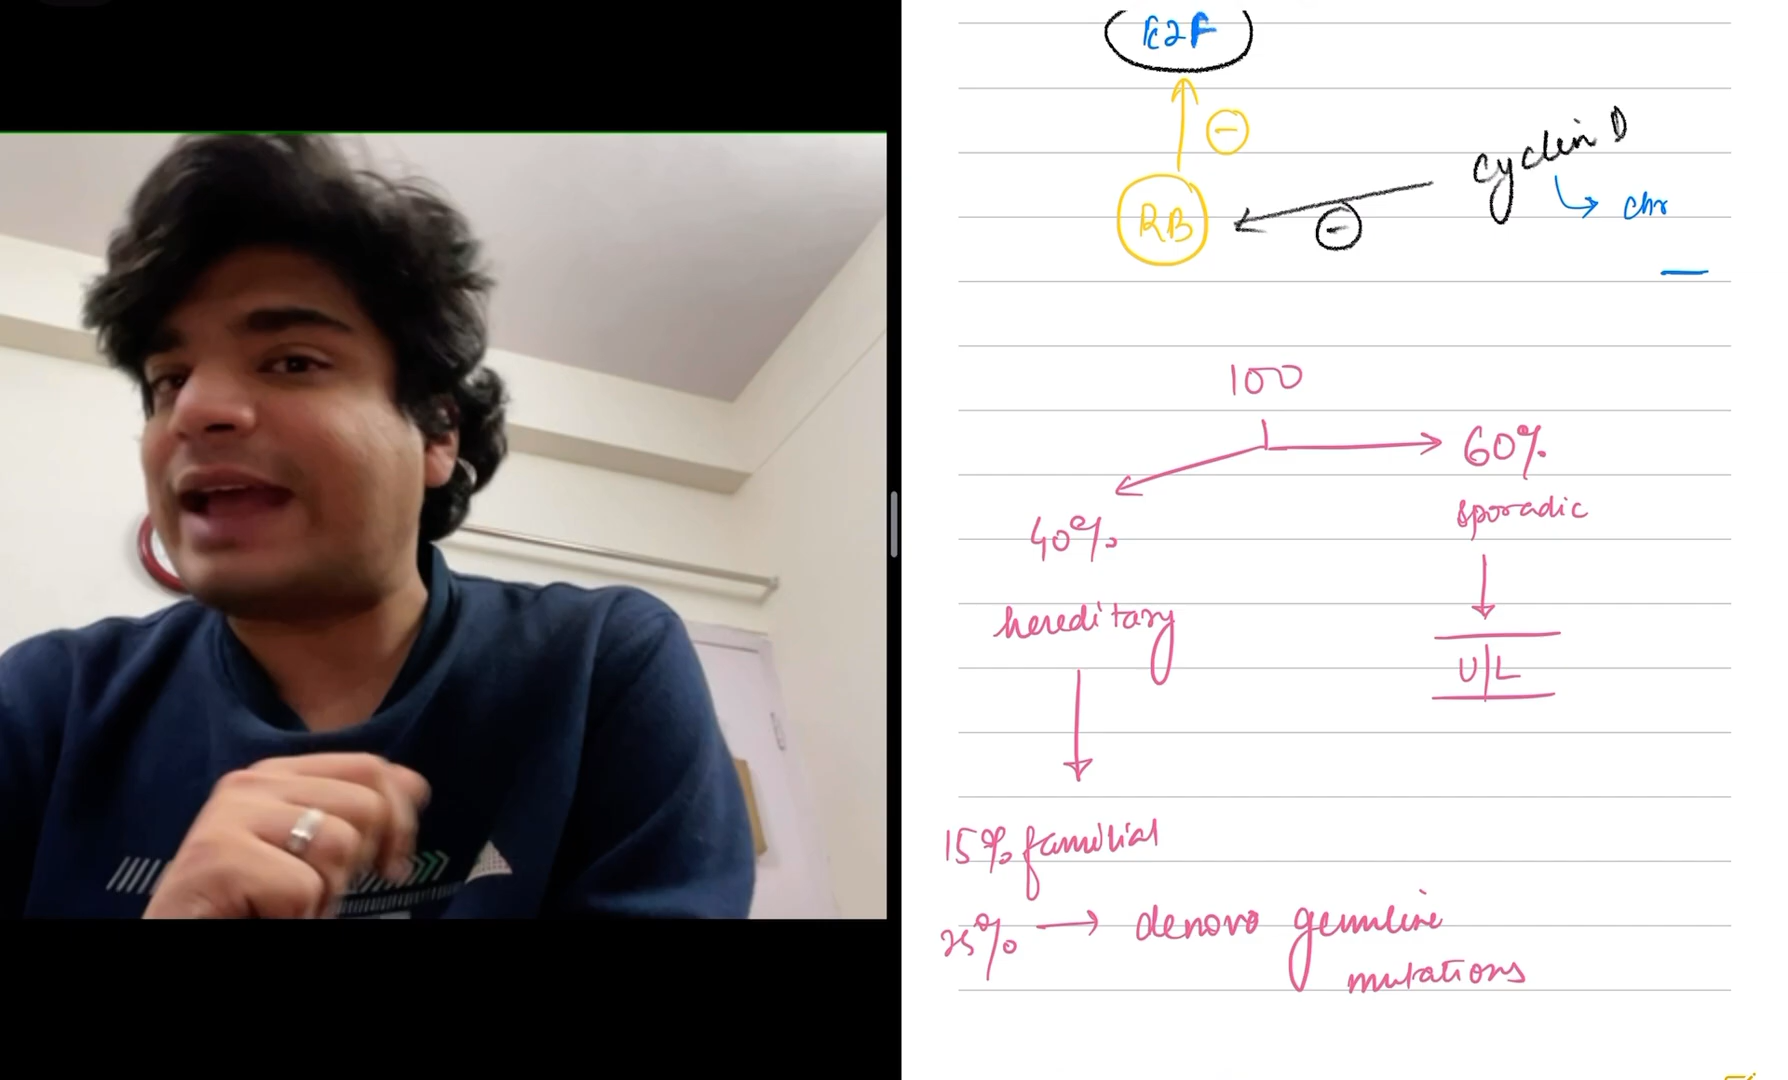 E2F
cyclin D
RB
chr
100
60%
sporadic
40%
hereditary
U/L
15% familial
25% → denovo germline
mutations